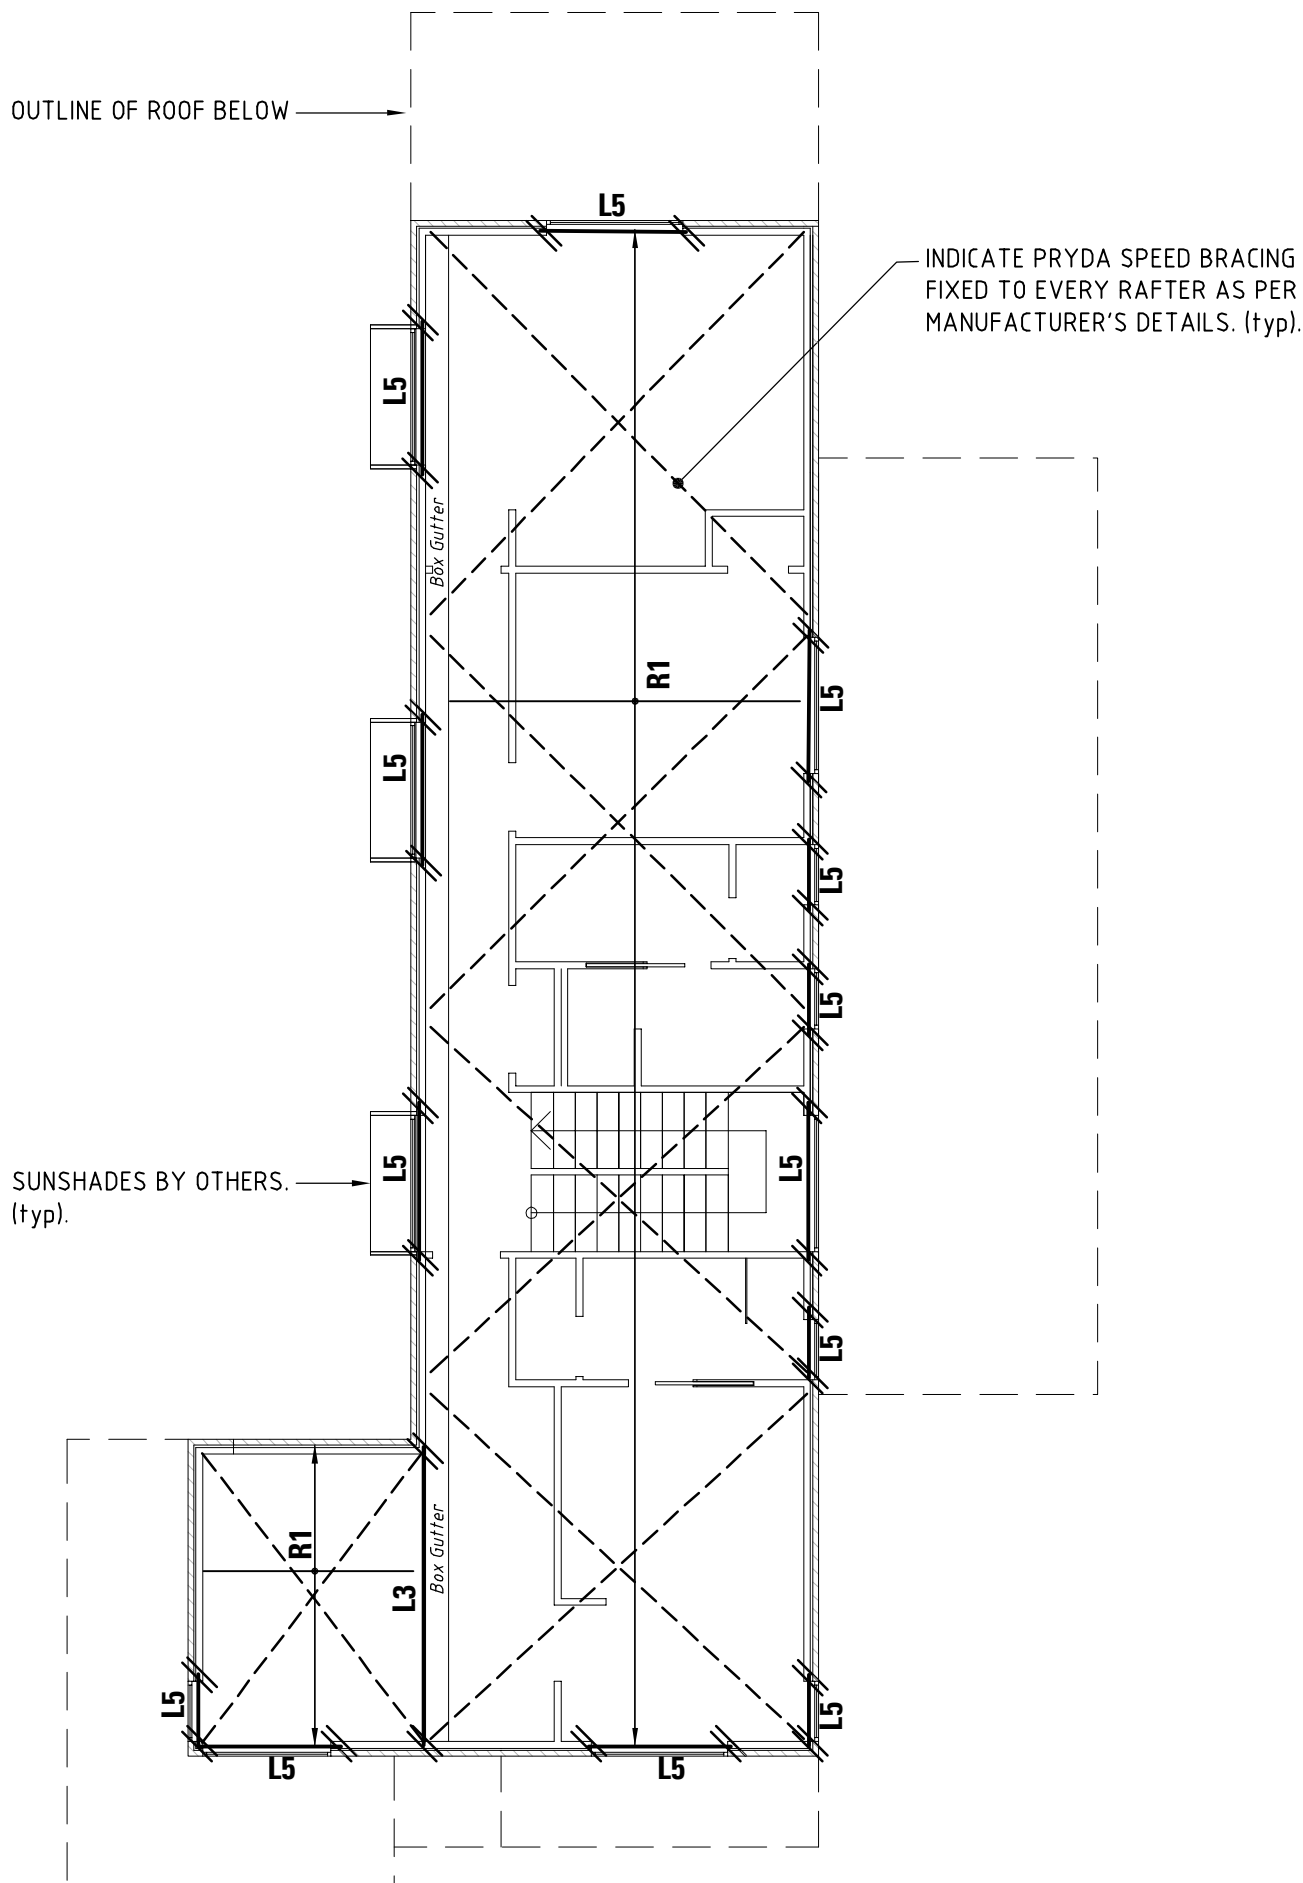 OUTLINE OF ROOF BELOW
L5
INDICATE PRYDA SPEED BRACING
FIXED TO EVERY RAFTER AS PER
MANUFACTURER'S DETAILS. (typ).
L5
Box Gutter
R1
L5
L5
L5
L5
SUNSHADES BY OTHERS.
(typ).
L5
L5
L5
Box Gutter
R1
L3
L5
L5
L5
L5